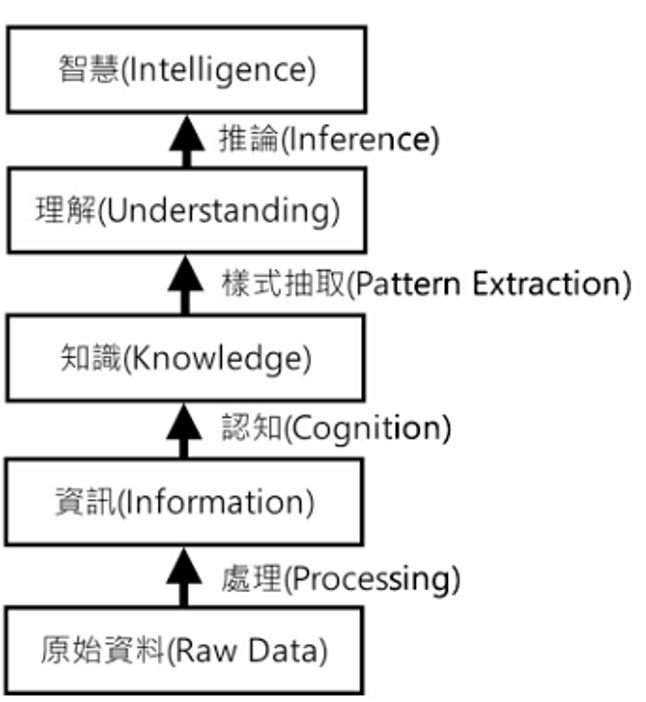 智慧(Intelligence)
推論(Inference)
理解(Understanding)
樣式抽取(Pattern Extraction)
知識(Knowledge)
認知(Cognition)
資訊(Information)
處理(Processing)
原始資料(Raw Data)